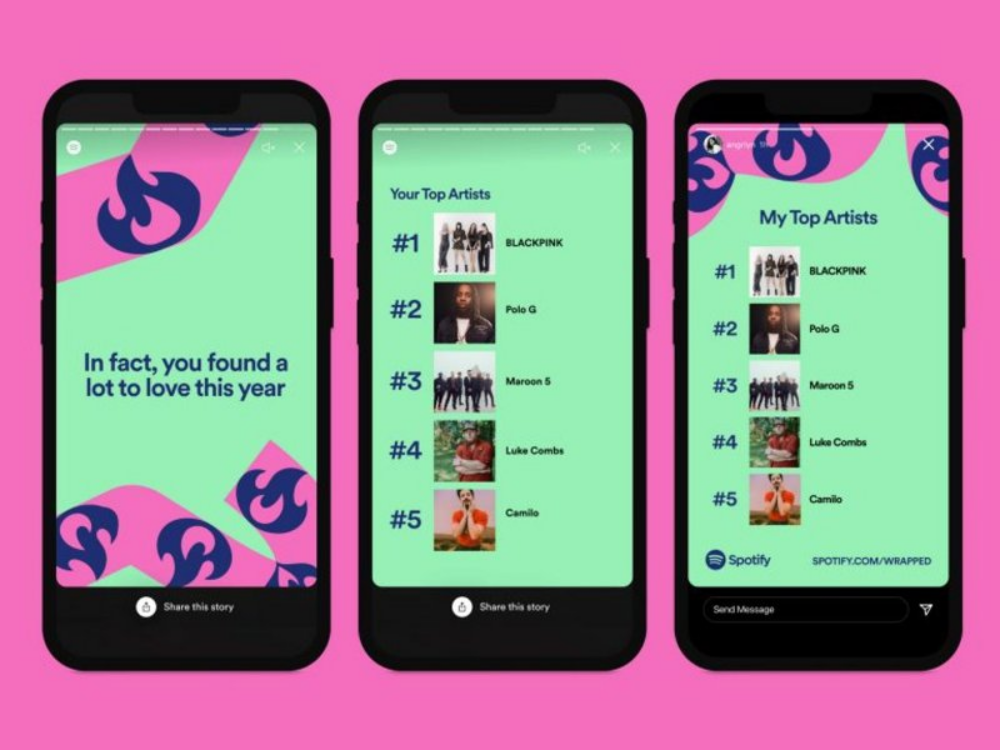 In fact, you found a
lot to love this year
Share this story
Your Top Artists
#1 BLACKPINK
#2 Polo G
#3 Maroon 5
#4 Luke Combs
#5 Camilo
Share this story
My Top Artists
#1 BLACKPINK
#2 Polo G
#3 Maroon 5
#4 Luke Combs
#5 Camilo
Spotify SPOTIFY.COM/WRAPPED
Send Message